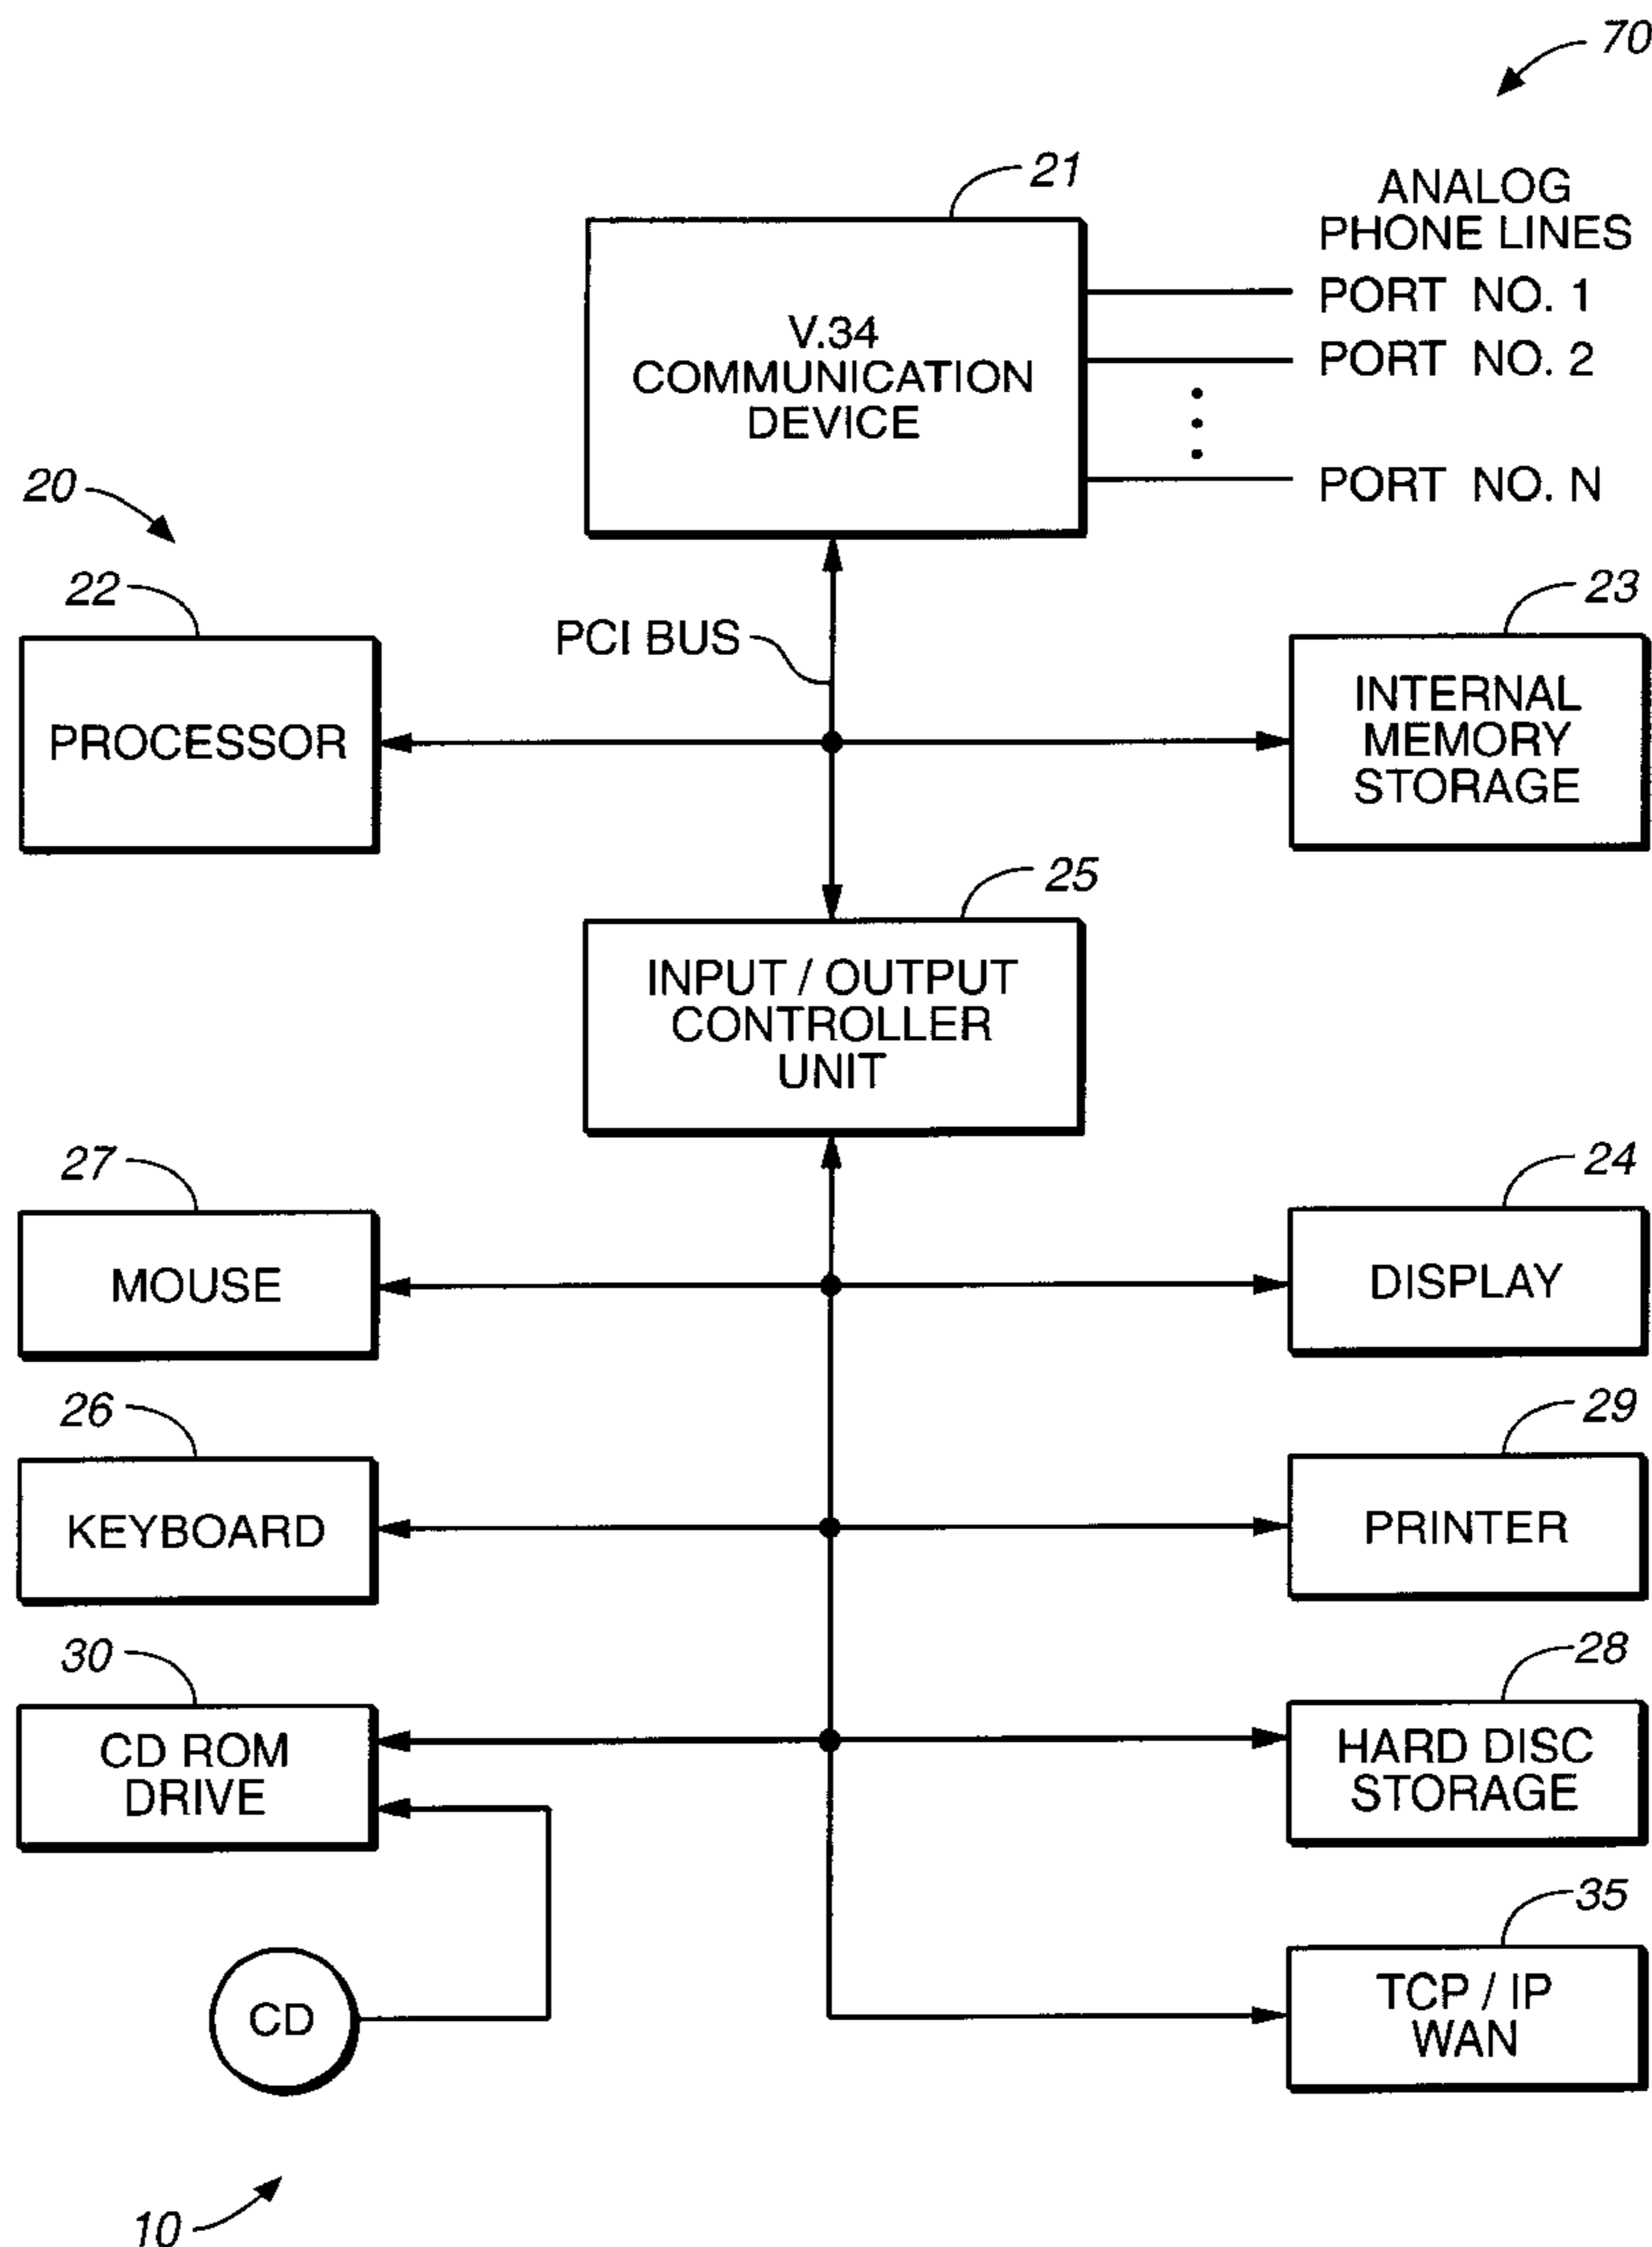 70
21
ANALOG
PHONE LINES
PORT NO. 1
PORT NO. 2
PORT NO. N
V.34
COMMUNICATION
DEVICE
20
22
PROCESSOR
PCI BUS
23
INTERNAL
MEMORY
STORAGE
25
INPUT / OUTPUT
CONTROLLER
UNIT
27
MOUSE
24
DISPLAY
26
KEYBOARD
29
PRINTER
30
CD ROM
DRIVE
28
HARD DISC
STORAGE
CD
35
TCP / IP
WAN
10